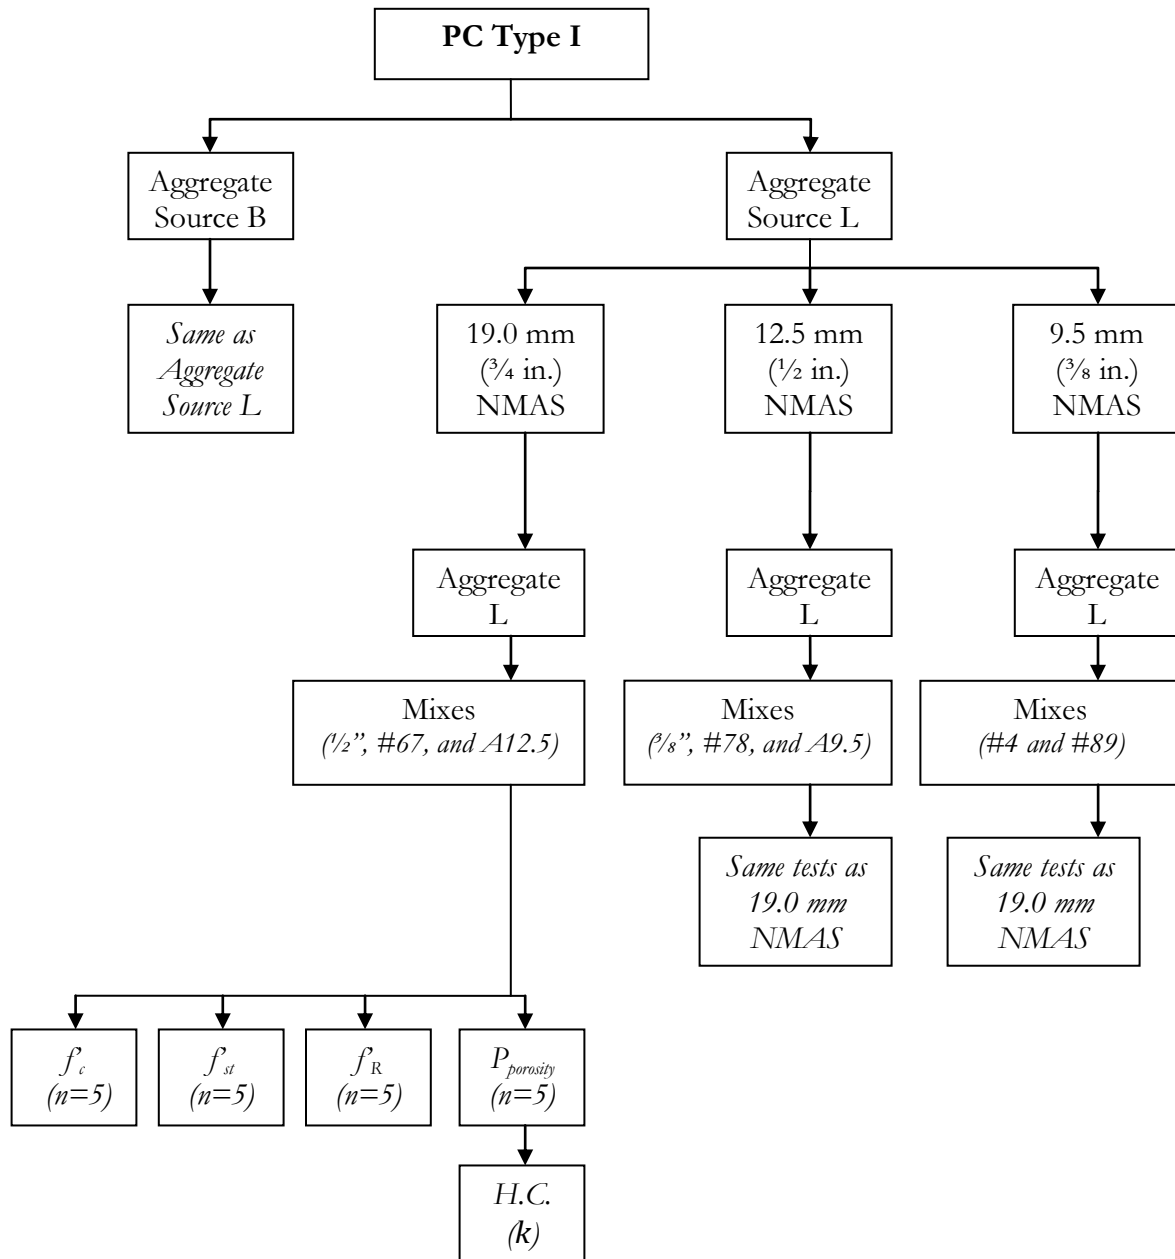 PC Type I
Aggregate
Source B
Aggregate
Source L
Same as
Aggregate
Source L
19.0 mm
(¾ in.)
NMAS
12.5 mm
(½ in.)
NMAS
9.5 mm
(⅜ in.)
NMAS
Aggregate
L
Aggregate
L
Aggregate
L
Mixes
(½”, #67, and A12.5)
Mixes
(⅜”, #78, and A9.5)
Mixes
(#4 and #89)
Same tests as
19.0 mm
NMAS
Same tests as
19.0 mm
NMAS
f'c
(n=5)
f'st
(n=5)
f'R
(n=5)
Pporosity
(n=5)
H.C.
(k)